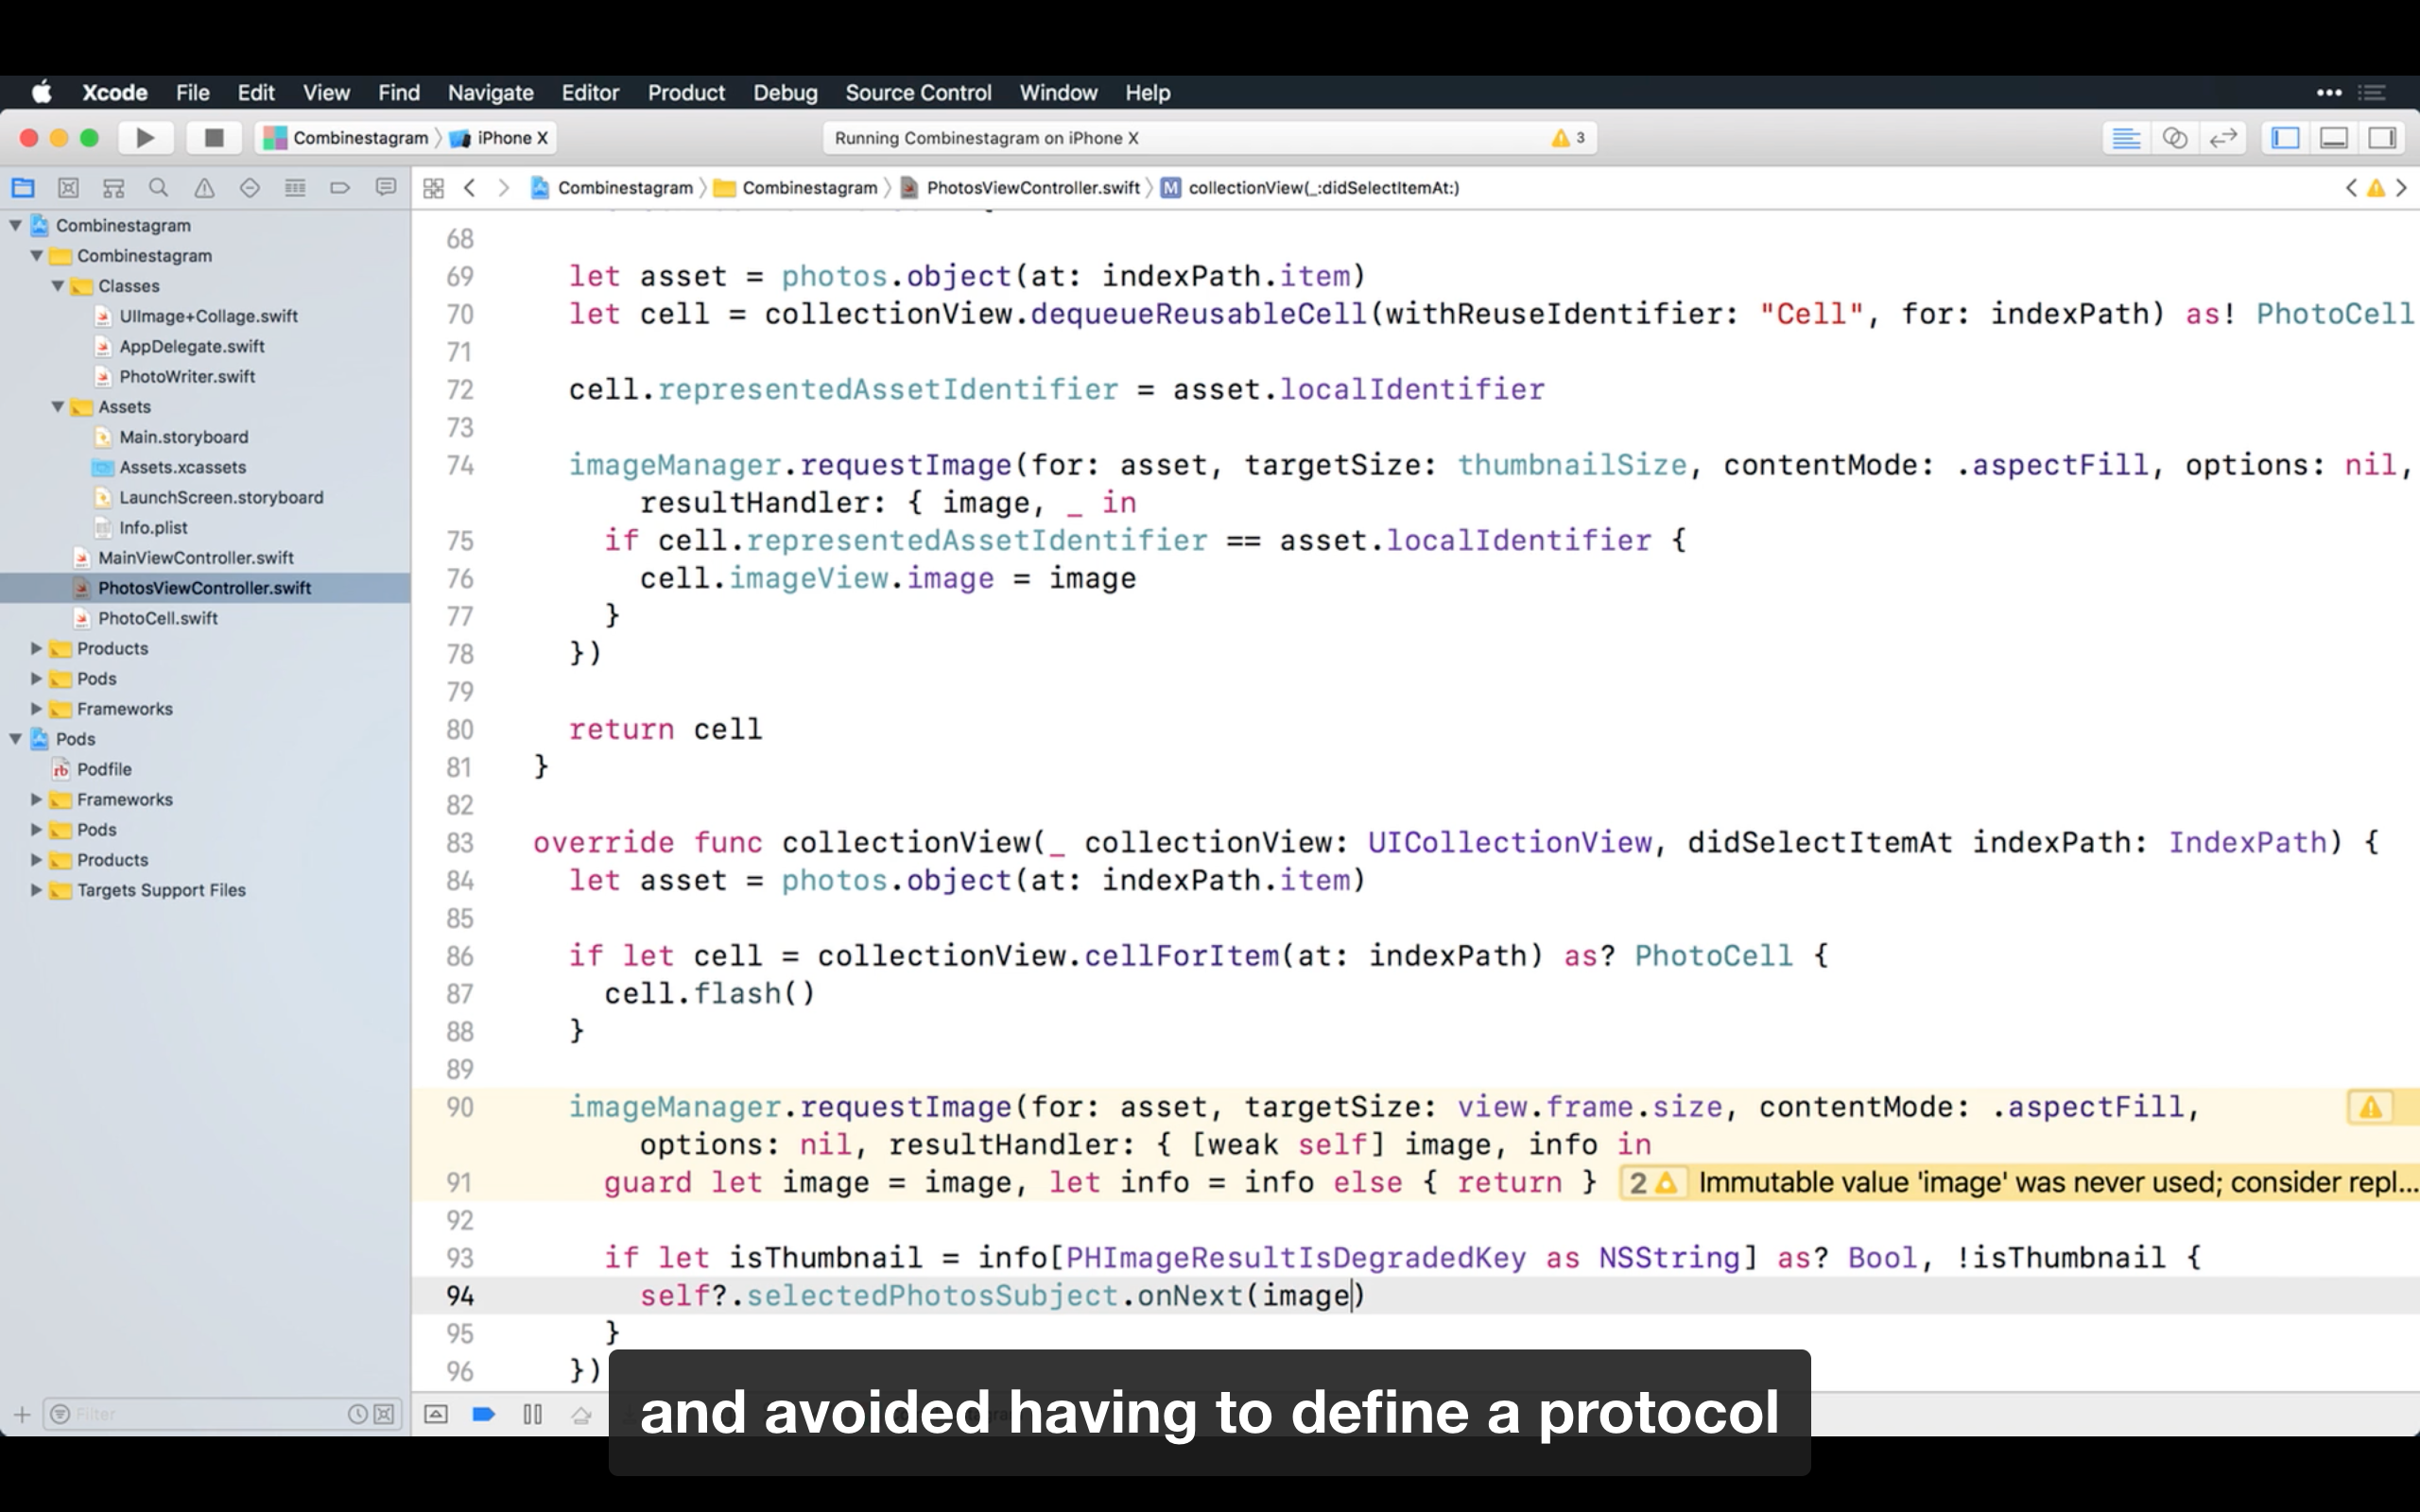 Xcode File Edit View Find Navigate Editor Product Debug Source Control Window Help
Combinestagram iPhone X
Running Combinestagram on iPhone X
3
Combinestagram Combinestagram PhotosViewController.swift M collectionView(_:didSelectItemAt:)
Combinestagram
Combinestagram
Classes
UIImage+Collage.swift
AppDelegate.swift
PhotoWriter.swift
Assets
Main.storyboard
Assets.xcassets
LaunchScreen.storyboard
Info.plist
MainViewController.swift
PhotosViewController.swift
PhotoCell.swift
Products
Pods
Frameworks
Pods
rb Podfile
Frameworks
Pods
Products
Targets Support Files
Filter
68
69 let asset = photos.object(at: indexPath.item)
70 let cell = collectionView.dequeueReusableCell(withReuseIdentifier: "Cell", for: indexPath) as! PhotoCell
71
72 cell.representedAssetIdentifier = asset.localIdentifier
73
74 imageManager.requestImage(for: asset, targetSize: thumbnailSize, contentMode: .aspectFill, options: nil,
resultHandler: { image, _ in
75 if cell.representedAssetIdentifier == asset.localIdentifier {
76 cell.imageView.image = image
77 }
78 })
79
80 return cell
81 }
82
83 override func collectionView(_ collectionView: UICollectionView, didSelectItemAt indexPath: IndexPath) {
84 let asset = photos.object(at: indexPath.item)
85
86 if let cell = collectionView.cellForItem(at: indexPath) as? PhotoCell {
87 cell.flash()
88 }
89
90 imageManager.requestImage(for: asset, targetSize: view.frame.size, contentMode: .aspectFill,
options: nil, resultHandler: { [weak self] image, info in
91 guard let image = image, let info = info else { return } 2 Immutable value 'image' was never used; consider repl...
92
93 if let isThumbnail = info[PHImageResultIsDegradedKey as NSString] as? Bool, !isThumbnail {
94 self?.selectedPhotosSubject.onNext(image)
95 }
96 })
and avoided having to define a protocol